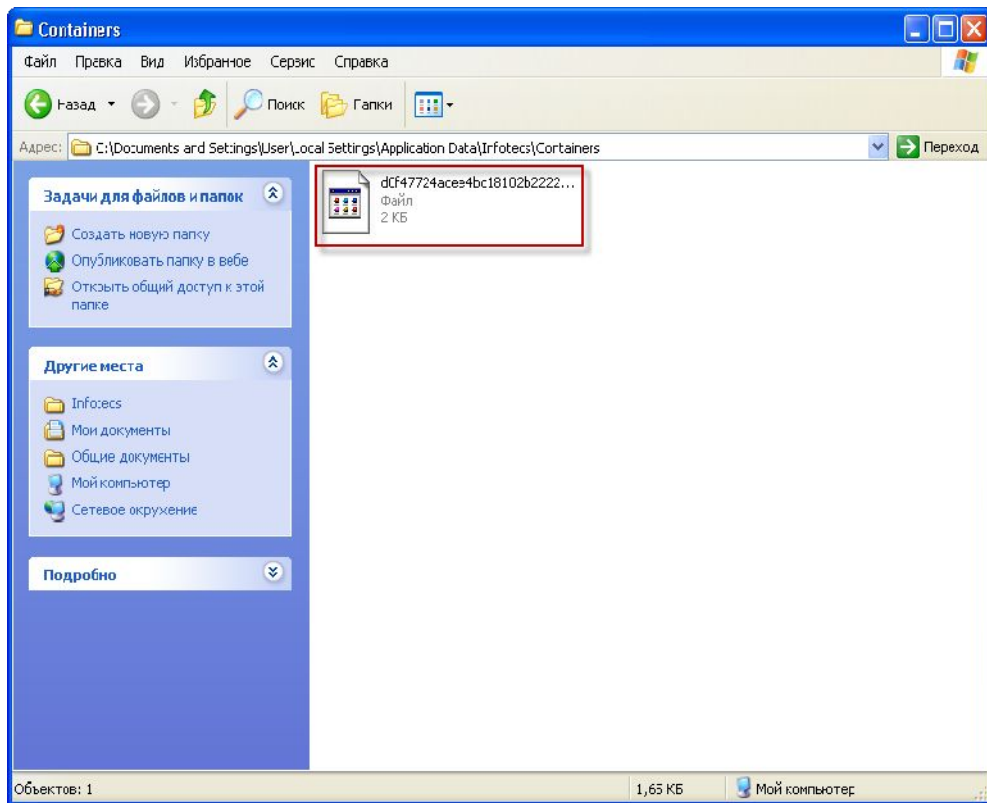 Containers
Файл Правка Вид Избранное Сервис Справка
Назад Поиск Папки
Адрес: C:\Documents and Settings\User\Local Settings\Application Data\Infotecs\Containers Переход
Задачи для файлов и папок
Создать новую папку
Опубликовать папку в вебе
Открыть общий доступ к этой
папке
Другие места
Infotecs
Мои документы
Общие документы
Мой компьютер
Сетевое окружение
Подробно
d0f47724acee4bc18102b2222...
Файл
2 КБ
Объектов: 1 1,65 КБ Мой компьютер